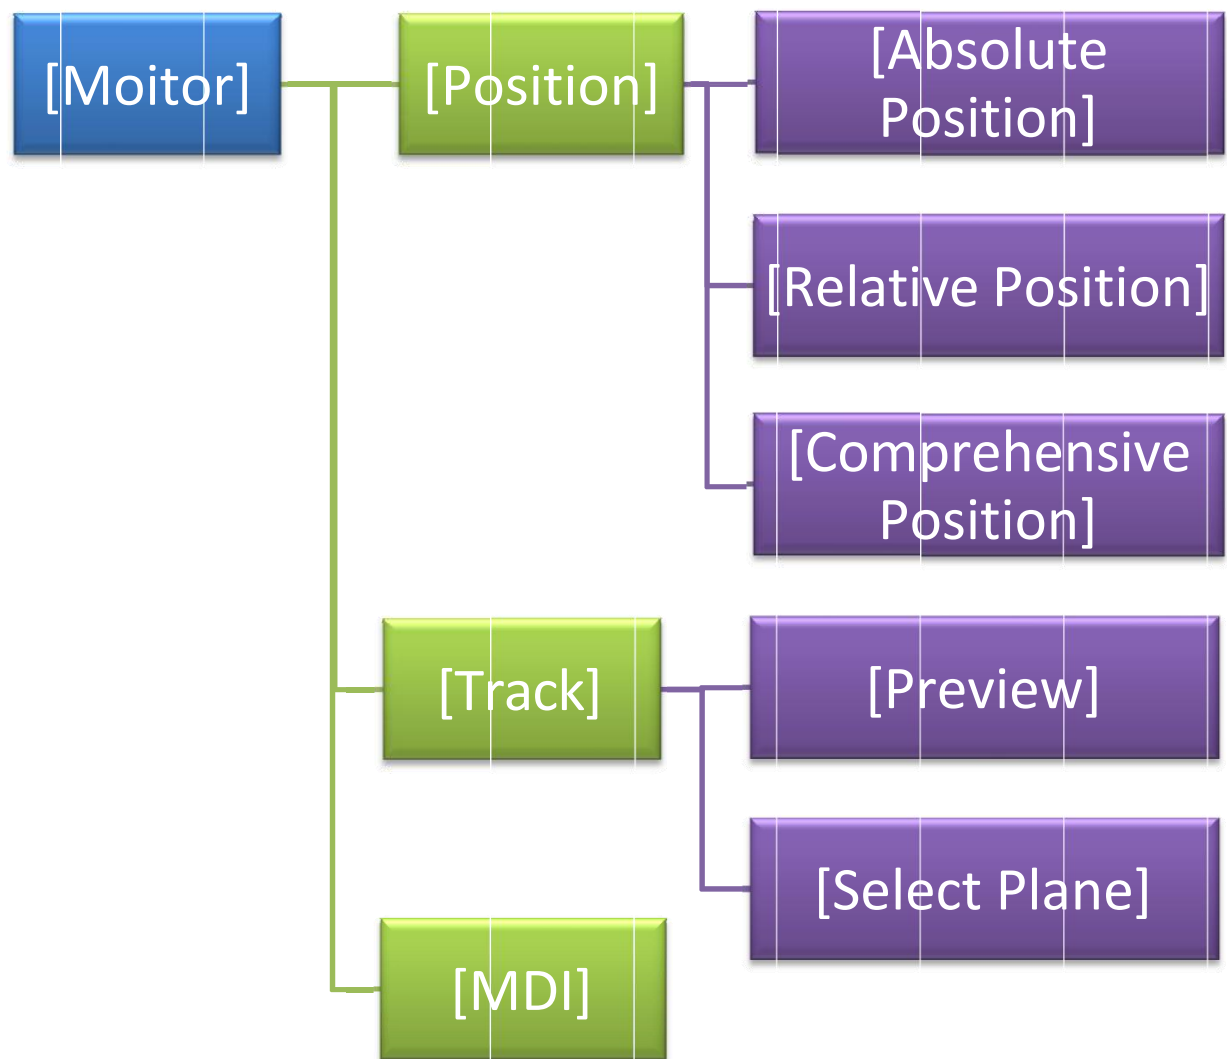 [Moitor]
[Position]
[Absolute
Position]
[Relative Position]
[Comprehensive
Position]
[Track]
[Preview]
[Select Plane]
[MDI]